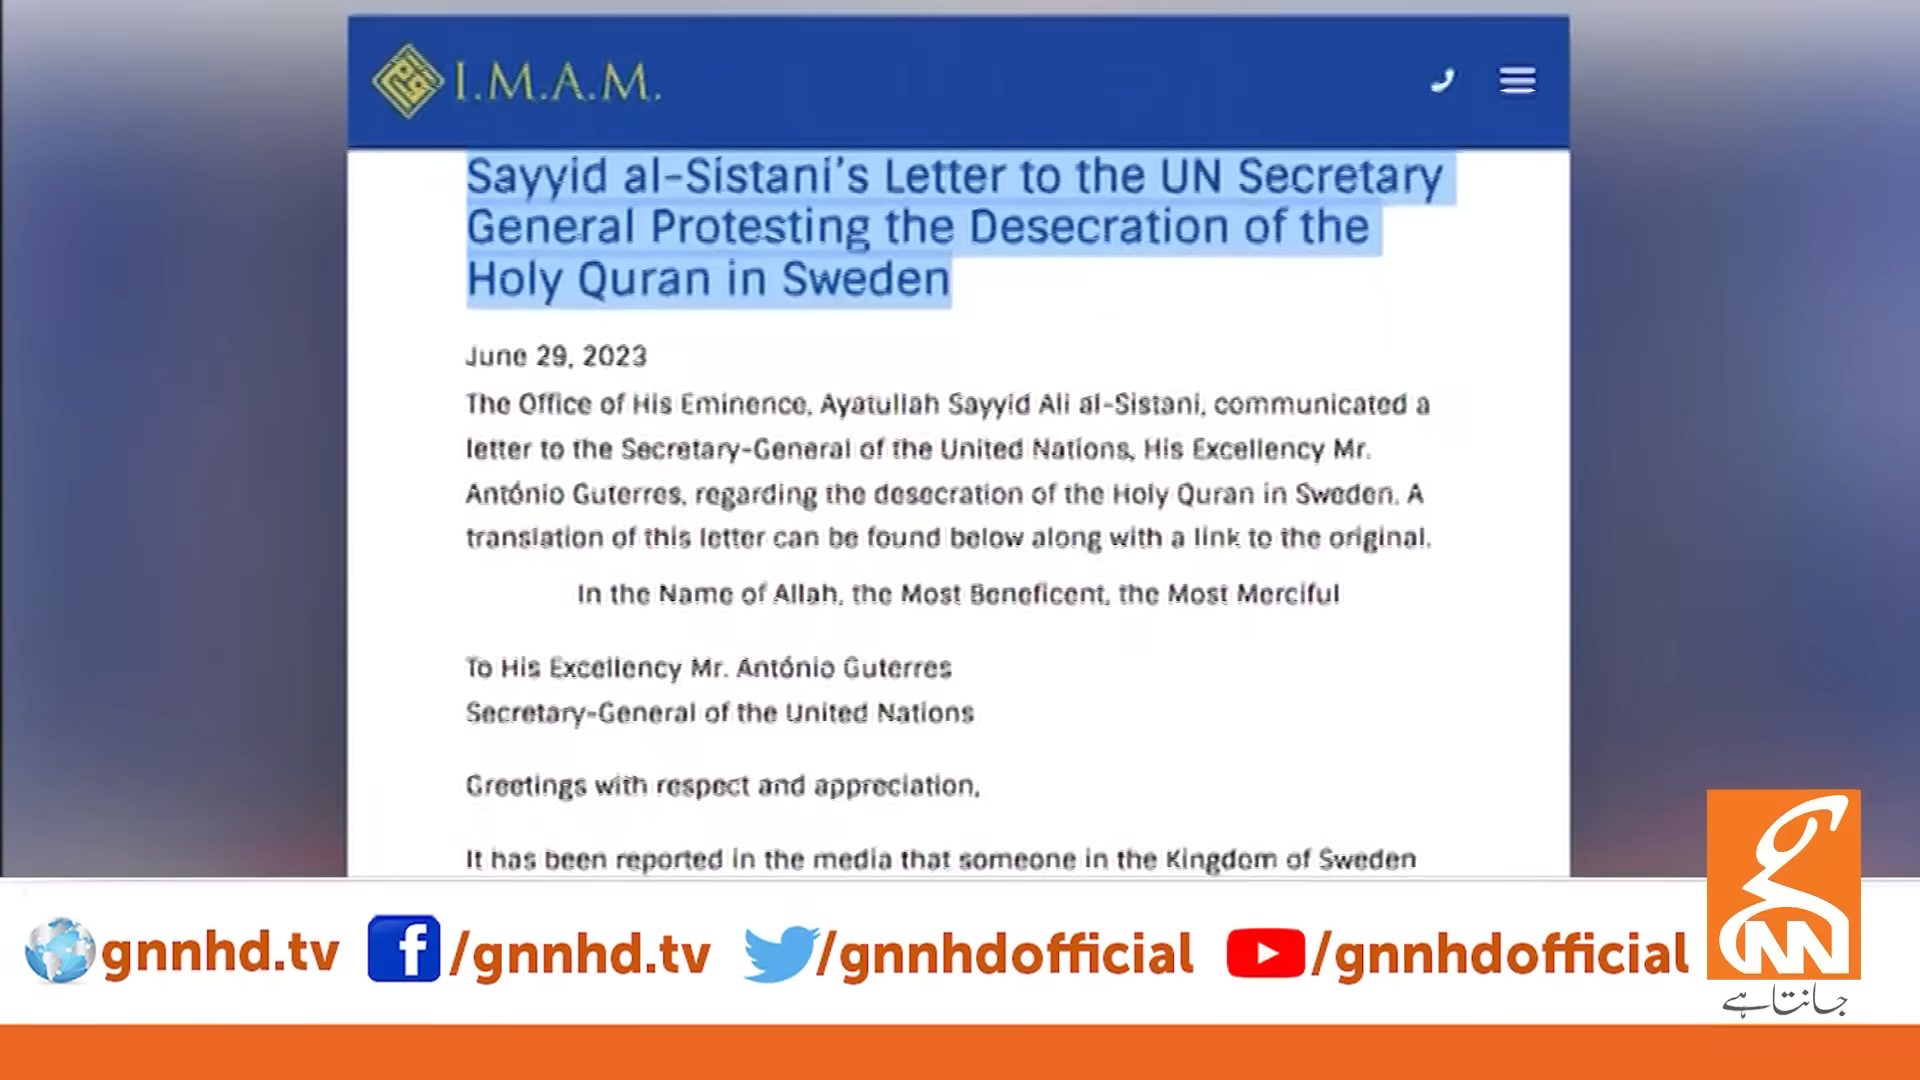 I.M.A.M.
Sayyid al-Sistani's Letter to the UN Secretary
General Protesting the Desecration of the
Holy Quran in Sweden
June 29, 2023
The Office of His Eminence, Ayatullah Sayyid Ali al-Sistani, communicated a
letter to the Secretary-General of the United Nations, His Excellency Mr.
António Guterres, regarding the desecration of the Holy Quran in Sweden. A
translation of this letter can be found below along with a link to the original.
In the Name of Allah, the Most Beneficent, the Most Merciful
To His Excellency Mr. António Guterres
Secretary-General of the United Nations
Greetings with respect and appreciation,
It has been reported in the media that someone in the Kingdom of Sweden
gnnhd.tv /gnnhd.tv /gnnhdofficial /gnnhdofficial
GNN
جانتا ہے